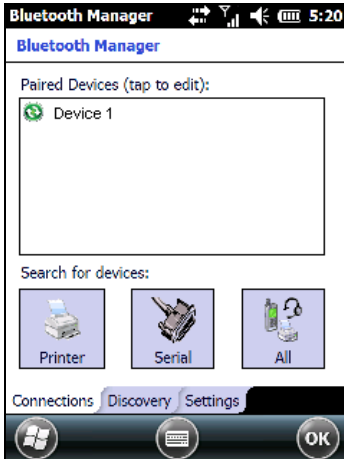 Bluetooth Manager 5:20
Bluetooth Manager
Paired Devices (tap to edit):
Device 1
Search for devices:
Printer Serial All
Connections Discovery Settings
OK